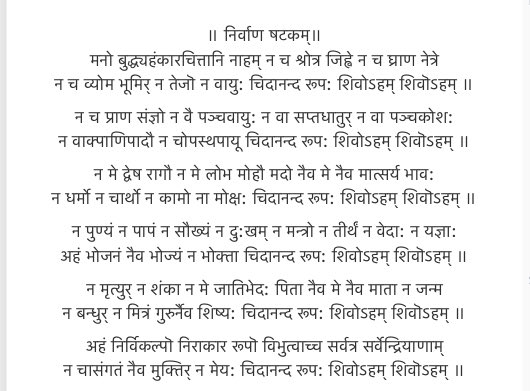 ॥ निर्वाण षटकम्॥
मनो बुद्ध्यहंकारचित्तानि नाहम् न च श्रोत्र जिह्वे न च घ्राण नेत्रे
न च व्योम भूमिर् न तेजॊ न वायु: चिदानन्द रूप: शिवोऽहम् शिवॊऽहम् ॥
न च प्राण संज्ञो न वै पञ्चवायु: न वा सप्तधातुर् न वा पञ्चकोश:
न वाक्पाणिपादौ न चोपस्थपायू चिदानन्द रूप: शिवोऽहम् शिवॊऽहम् ॥
न मे द्वेष रागौ न मे लोभ मोहौ मदो नैव मे नैव मात्सर्य भाव:
न धर्मो न चार्थो न कामो ना मोक्ष: चिदानन्द रूप: शिवोऽहम् शिवॊऽहम् ॥
न पुण्यं न पापं न सौख्यं न दु:खम् न मन्त्रो न तीर्थं न वेदा: न यज्ञा:
अहं भोजनं नैव भोज्यं न भोक्ता चिदानन्द रूप: शिवोऽहम् शिवॊऽहम् ॥
न मृत्युर् न शंका न मे जातिभेद: पिता नैव मे नैव माता न जन्म
न बन्धुर् न मित्रं गुरुर्नैव शिष्य: चिदानन्द रूप: शिवोऽहम् शिवॊऽहम् ॥
अहं निर्विकल्पॊ निराकार रूपॊ विभुत्वाच्च सर्वत्र सर्वेन्द्रियाणाम्
न चासंगतं नैव मुक्तिर् न मेय: चिदानन्द रूप: शिवोऽहम् शिवॊऽहम् ॥